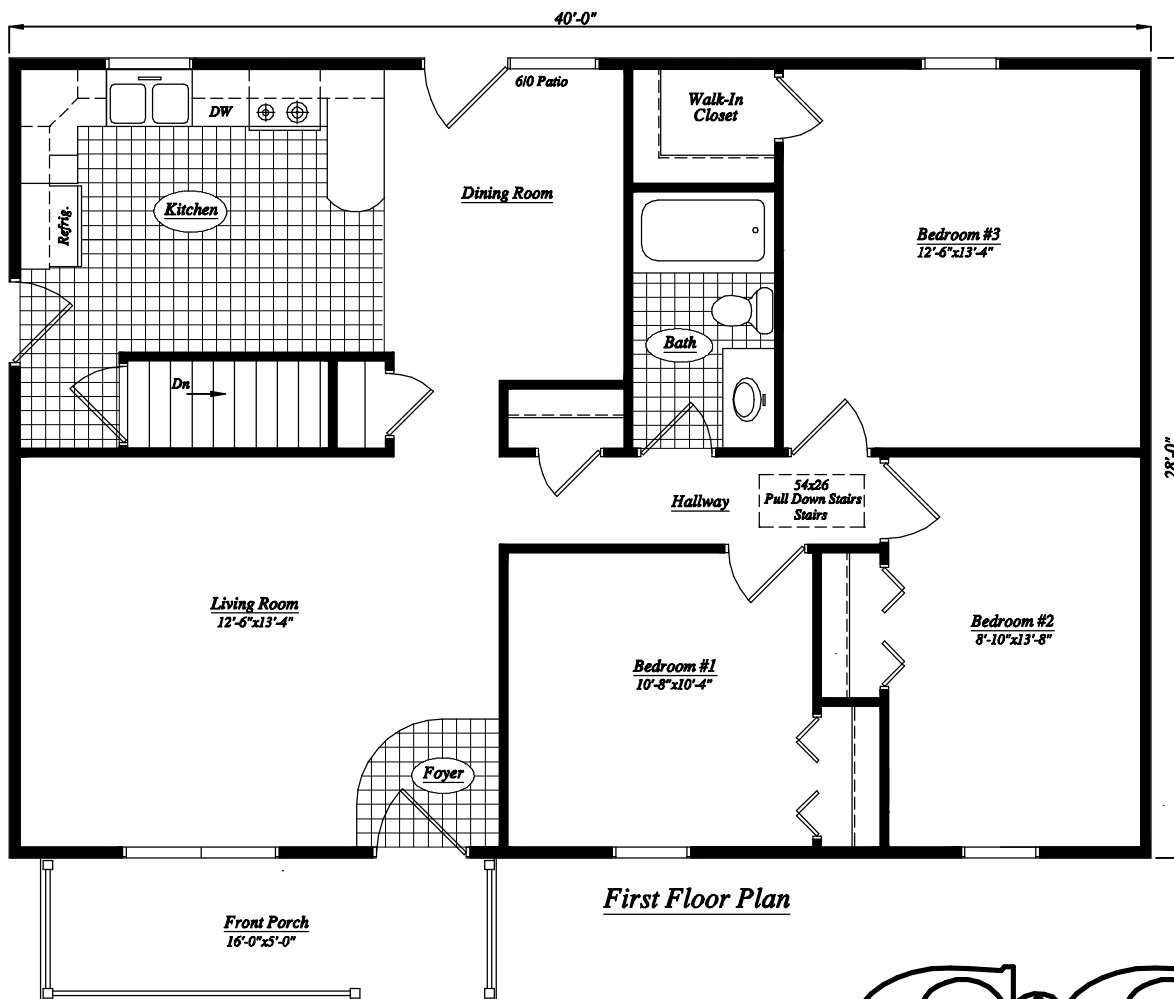 40'-0"
6/0 Patio
Walk-In
Closet
DW
Dining Room
Kitchen
Refrig.
Bedroom #3
12'-6"x13'-4"
Bath
Dn
28'-0"
54x26
Pull Down Stairs
Stairs
Hallway
Living Room
12'-6"x13'-4"
Bedroom #2
8'-10"x13'-8"
Bedroom #1
10'-8"x10'-4"
Foyer
First Floor Plan
Front Porch
16'-0"x5'-0"